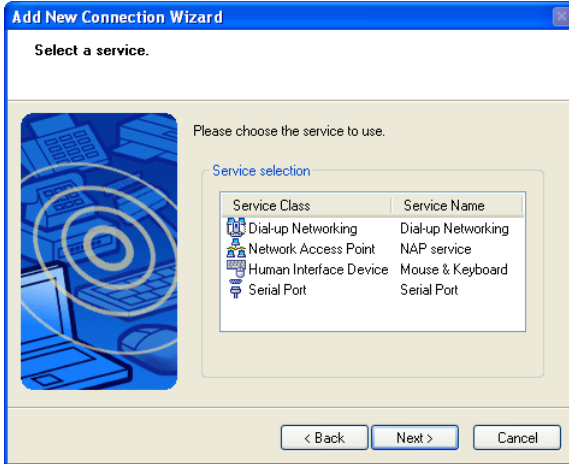 Add New Connection Wizard
Select a service.
Please choose the service to use.
Service selection
Service Class Service Name
Dial-up Networking Dial-up Networking
Network Access Point NAP service
Human Interface Device Mouse & Keyboard
Serial Port Serial Port
< Back Next > Cancel